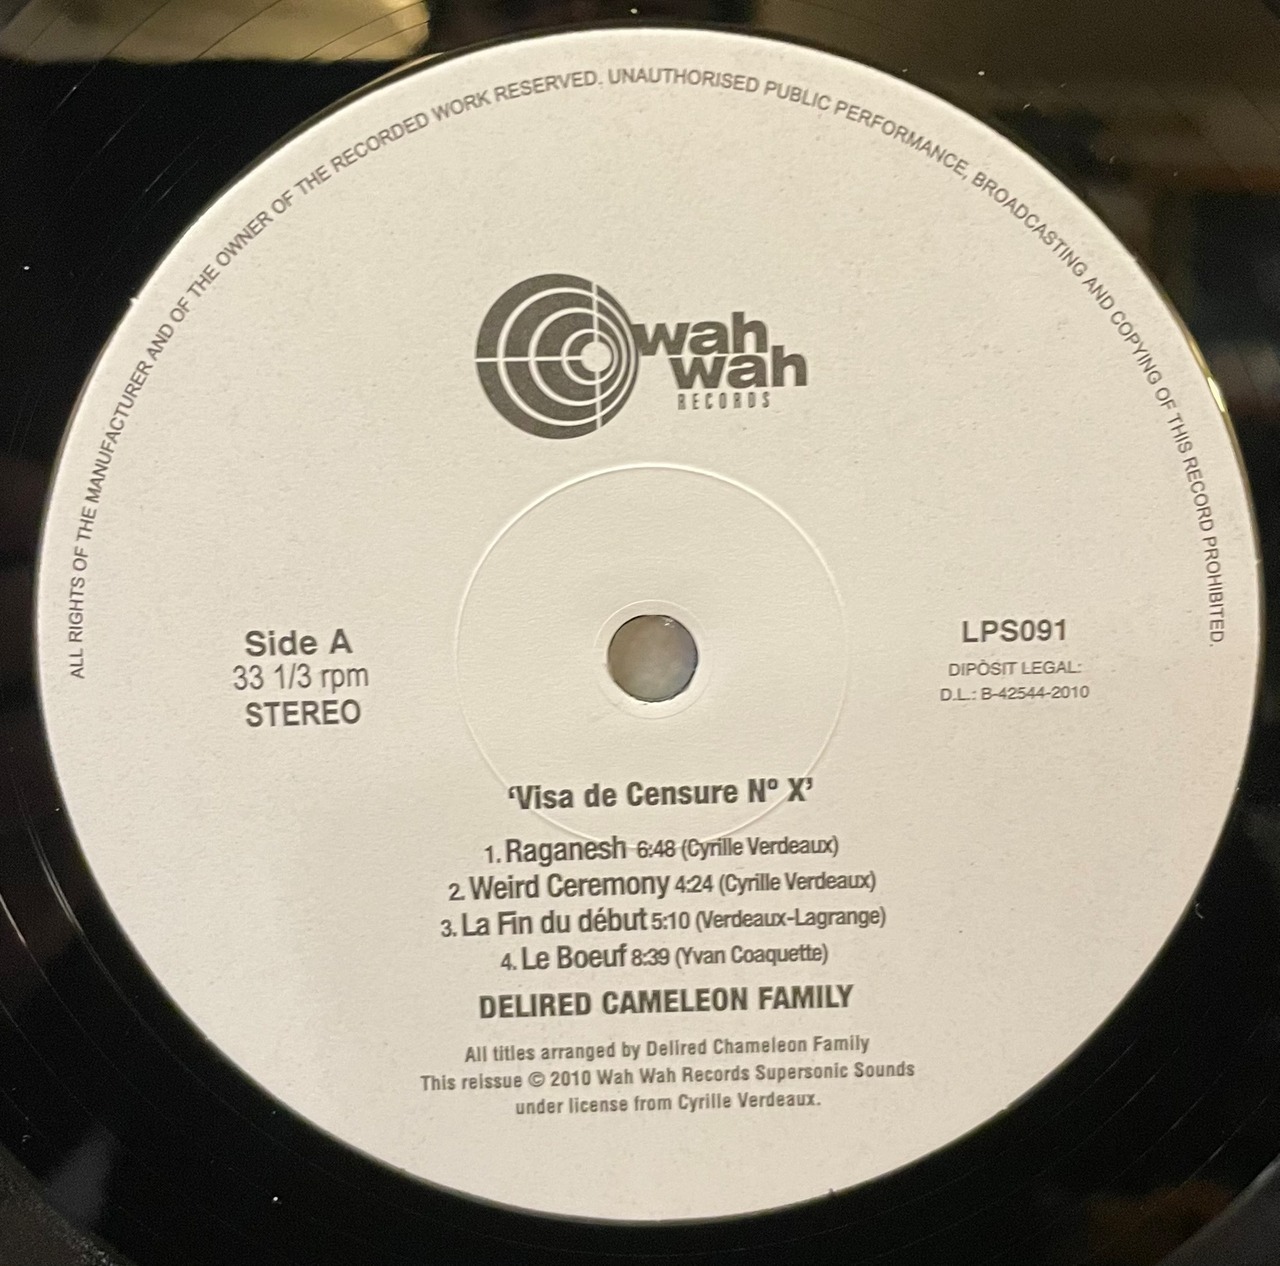 ALL RIGHTS OF THE MANUFACTURER AND OF THE OWNER OF THE RECORDED WORK RESERVED. UNAUTHORISED PUBLIC PERFORMANCE, BROADCASTING AND COPYING OF THIS RECORD PROHIBITED.
wah
wah
RECORDS
Side A
33 1/3 rpm
STEREO
LPS091
DIPÒSIT LEGAL:
D.L.: B-42544-2010
‘Visa de Censure Nº X’
1. Raganesh 6:48 (Cyrille Verdeaux)
2. Weird Ceremony 4:24 (Cyrille Verdeaux)
3. La Fin du début 5:10 (Verdeaux-Lagrange)
4. Le Boeuf 8:39 (Yvan Coaquette)
DELIRED CAMELEON FAMILY
All titles arranged by Delired Chameleon Family
This reissue © 2010 Wah Wah Records Supersonic Sounds
under license from Cyrille Verdeaux.